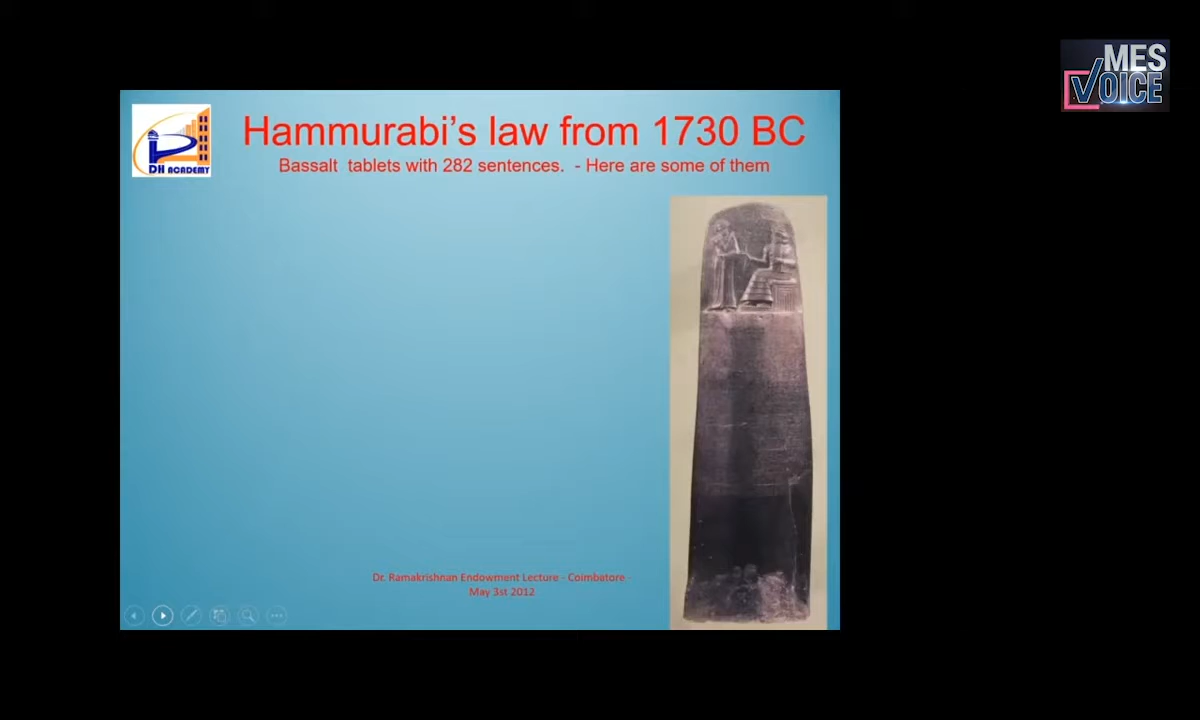 MES
VOICE
Hammurabi's law from 1730 BC
Bassalt tablets with 282 sentences. - Here are some of them
DH ACADEMY
Dr. Ramakrishnan Endowment Lecture - Coimbatore -
May 3st 2012